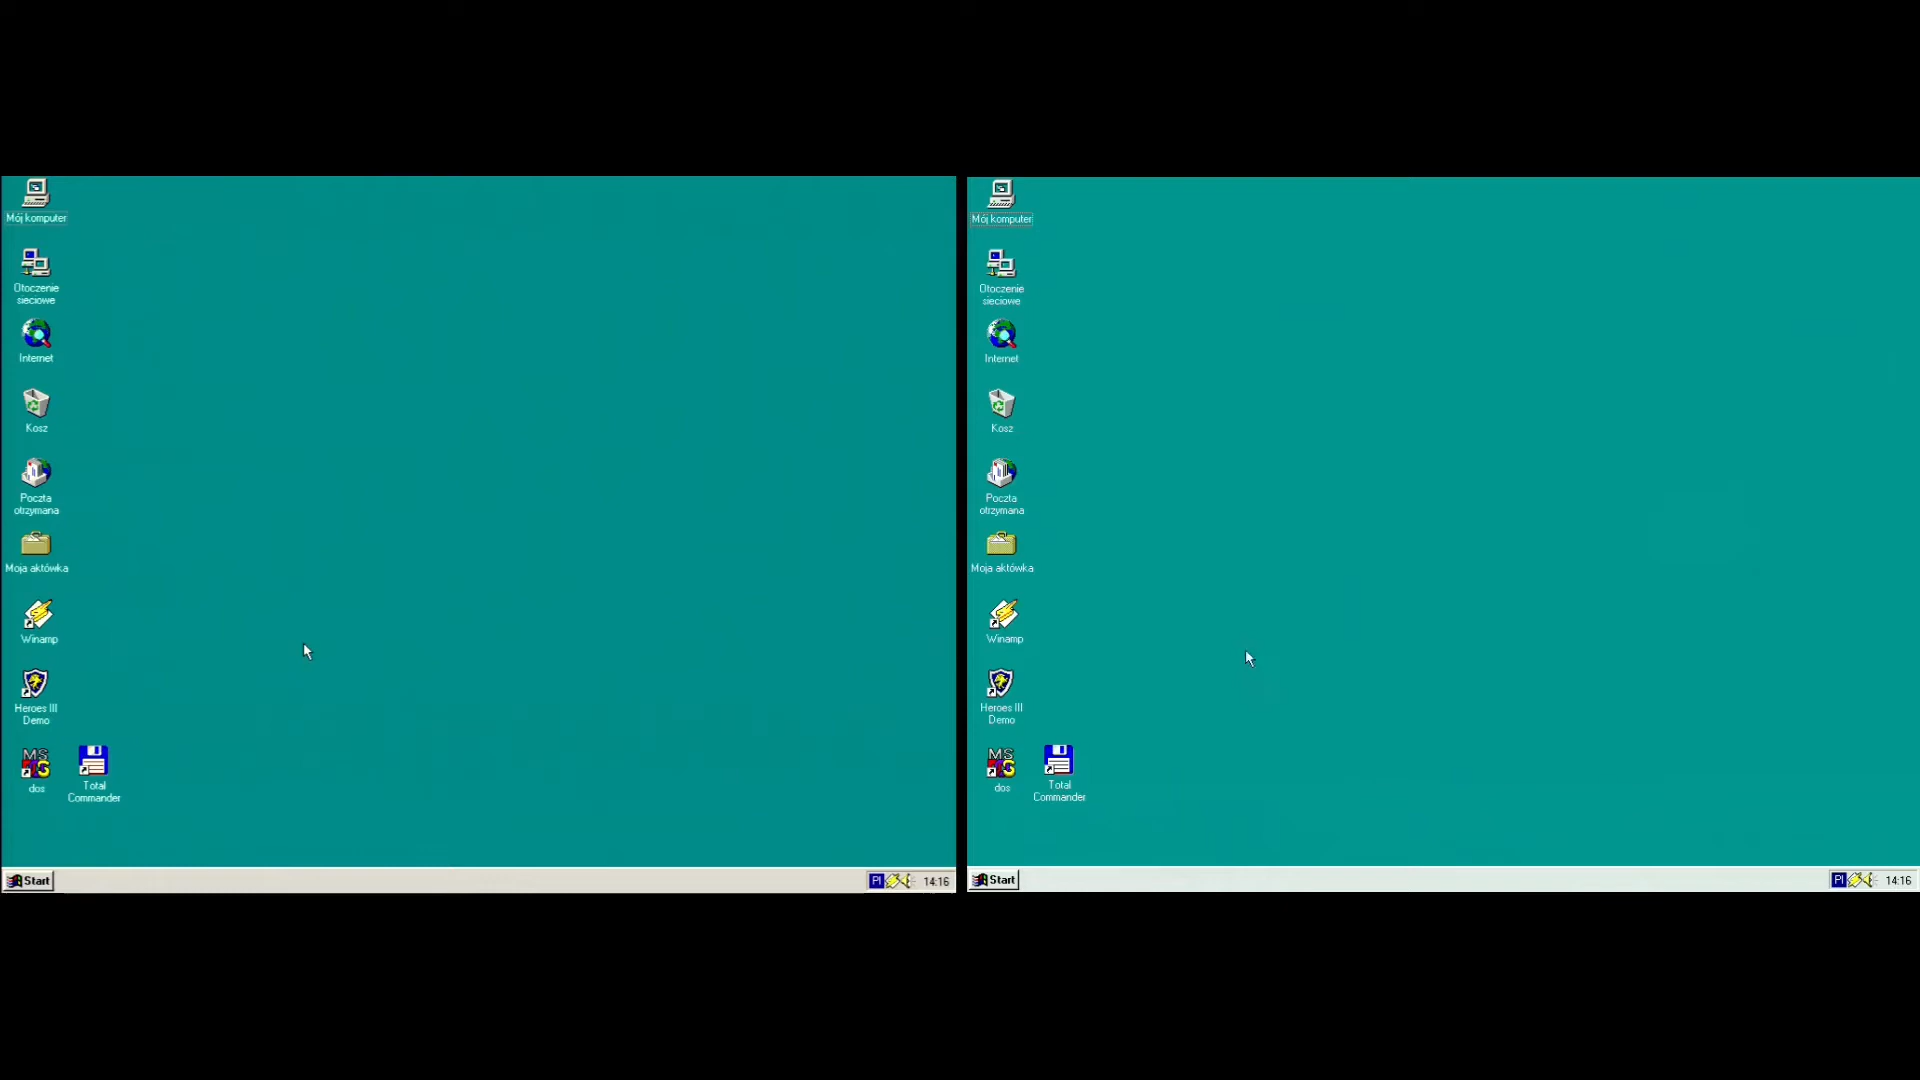 Mój komputer
Otoczenie
sieciowe
Internet
Kosz
Poczta
otrzymana
Moja aktówka
Winamp
Heroes III
Demo
MS
dos
Total
Commander
Start
Pl
14:16
Mój komputer
Otoczenie
sieciowe
Internet
Kosz
Poczta
otrzymana
Moja aktówka
Winamp
Heroes III
Demo
MS
dos
Total
Commander
Start
Pl
14:16